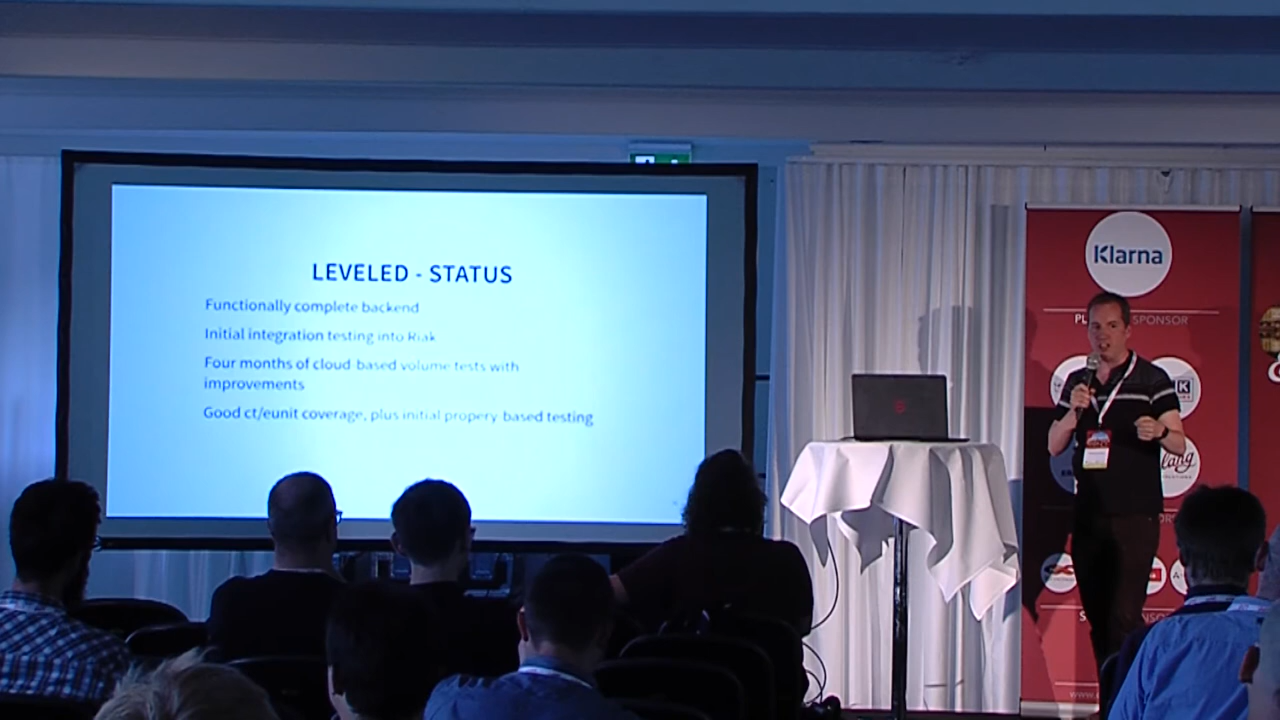 LEVELED - STATUS
Functionally complete backend
Initial integration testing into Riak
Four months of cloud-based volume tests with
improvements
Good ct/eunit coverage, plus initial propery-based testing
Klarna
SPONSOR
lang